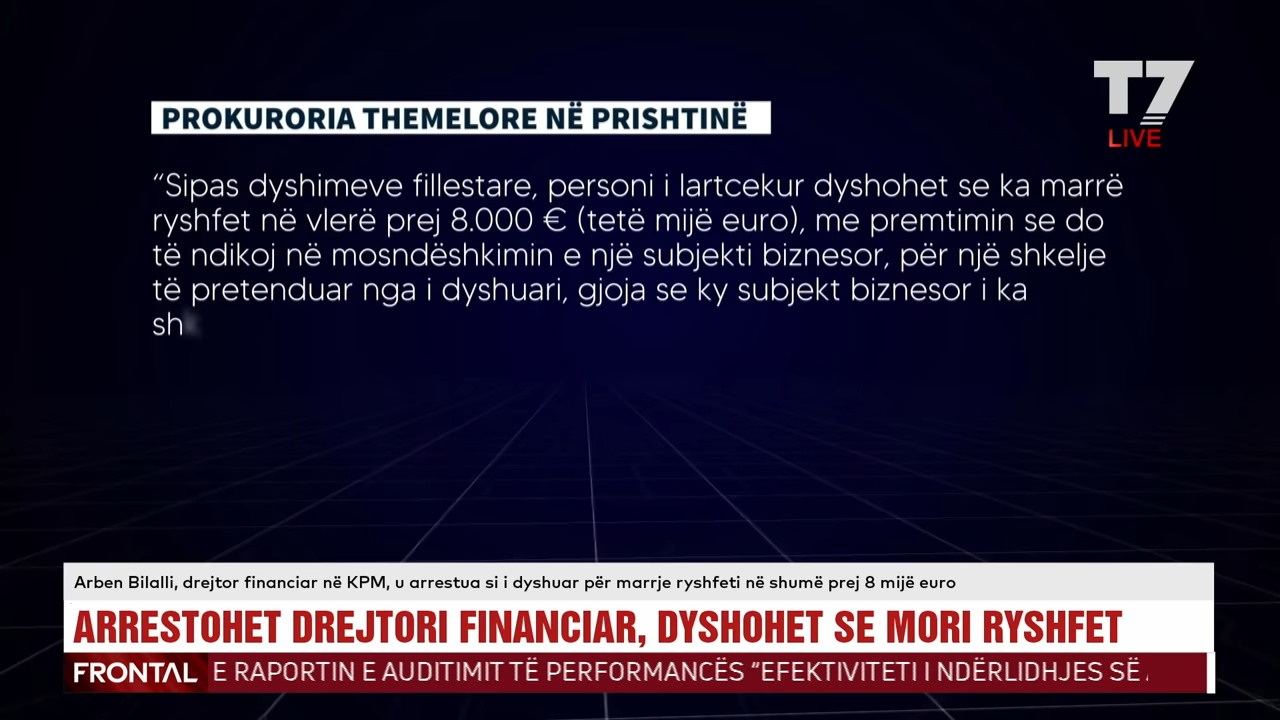 T7
LIVE
PROKURORIA THEMELORE NË PRISHTINË
“Sipas dyshimeve fillestare, personi i lartcekur dyshohet se ka marrë
ryshfet në vlerë prej 8.000 € (tetë mijë euro), me premtimin se do
të ndikoj në mosndëshkimin e një subjekti biznesor, për një shkelje
të pretenduar nga i dyshuari, gjoja se ky subjekt biznesor i ka
sh
Arben Bilalli, drejtor financiar në KPM, u arrestua si i dyshuar për marrje ryshfeti në shumë prej 8 mijë euro
ARRESTOHET DREJTORI FINANCIAR, DYSHOHET SE MORI RYSHFET
FRONTAL E RAPORTIN E AUDITIMIT TË PERFORMANCËS “EFEKTIVITETI I NDËRLIDHJES SË